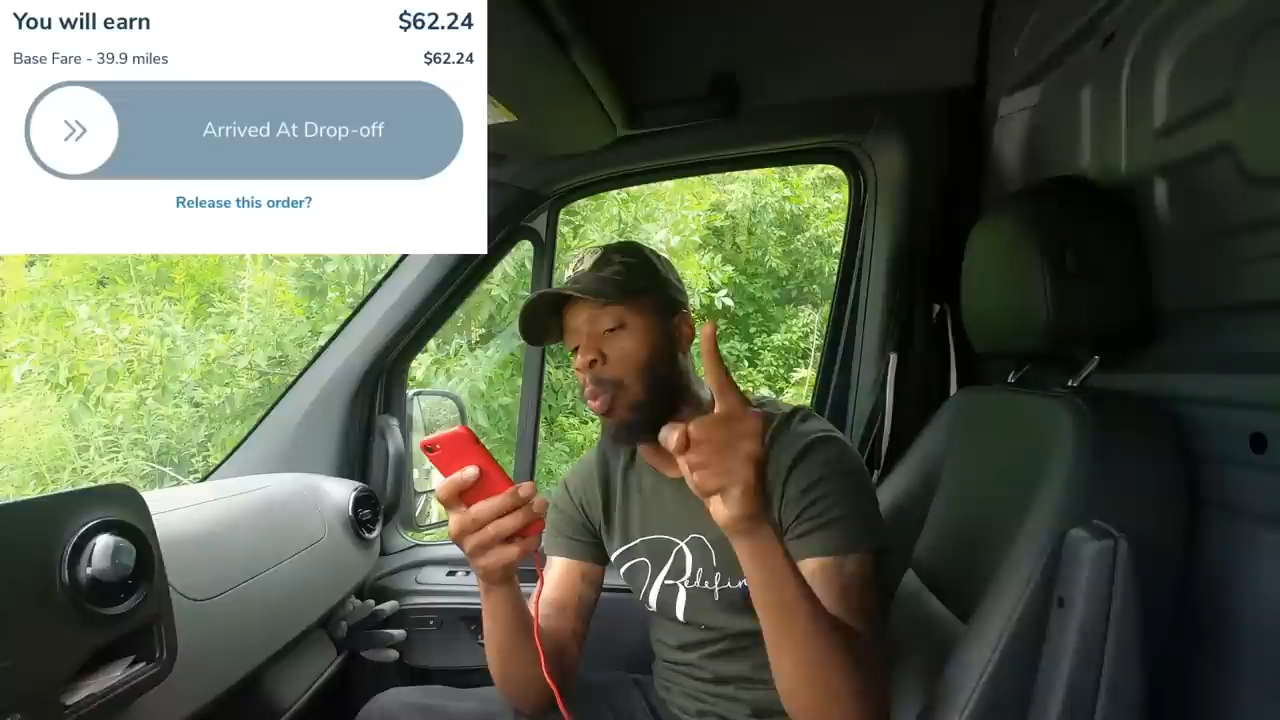 You will earn $62.24
Base Fare - 39.9 miles $62.24
Arrived At Drop-off
Release this order?
Redefin